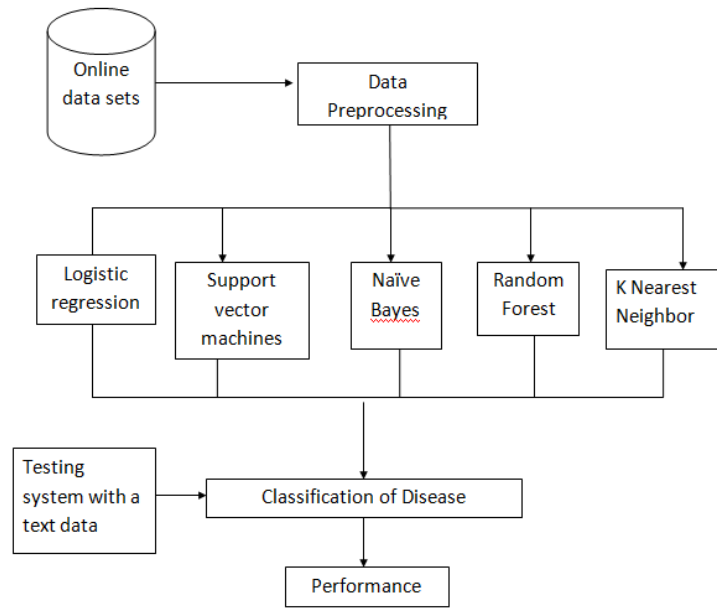 Online
data sets
Data
Preprocessing
Logistic
regression
Support
vector
machines
Naïve
Bayes
Random
Forest
K Nearest
Neighbor
Testing
system with a
text data
Classification of Disease
Performance